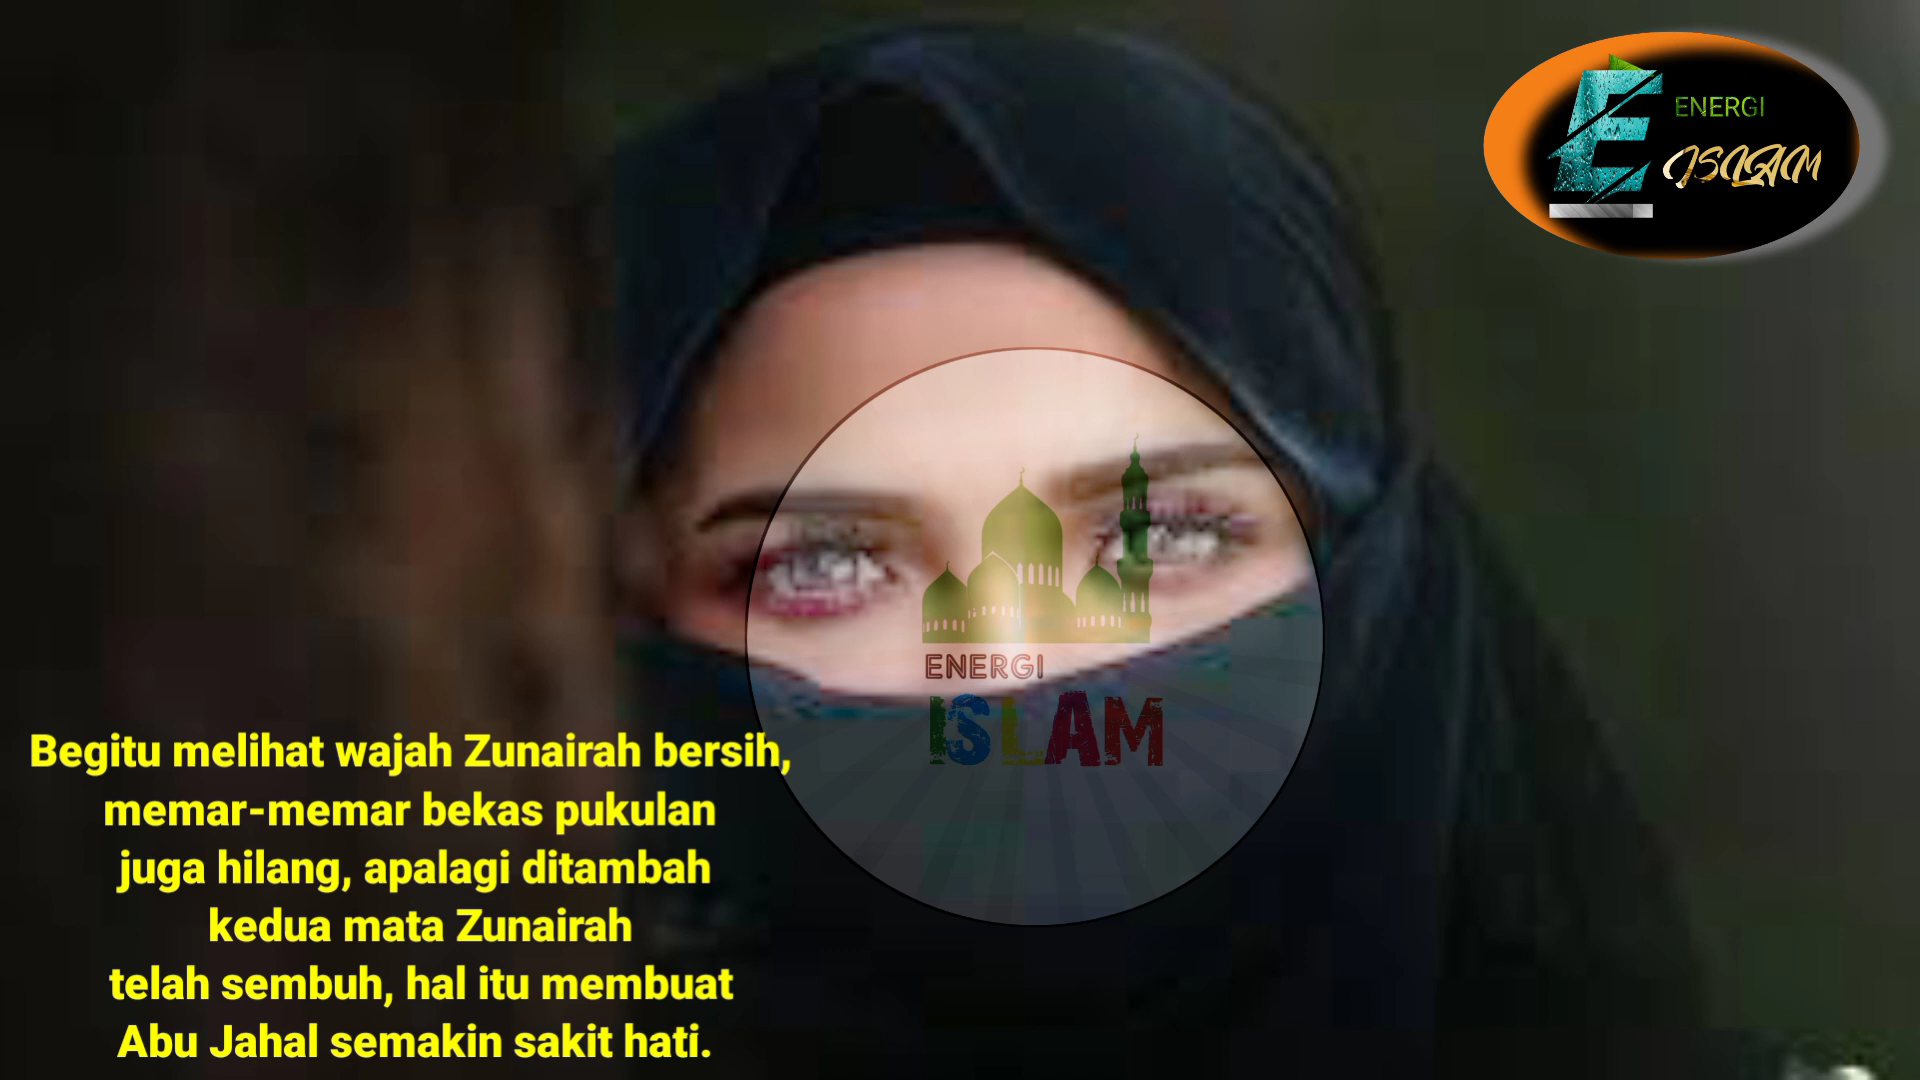 ENERGI
ISLAM
ENERGI
ISLAM
Begitu melihat wajah Zunairah bersih,
memar-memar bekas pukulan
juga hilang, apalagi ditambah
kedua mata Zunairah
telah sembuh, hal itu membuat
Abu Jahal semakin sakit hati.